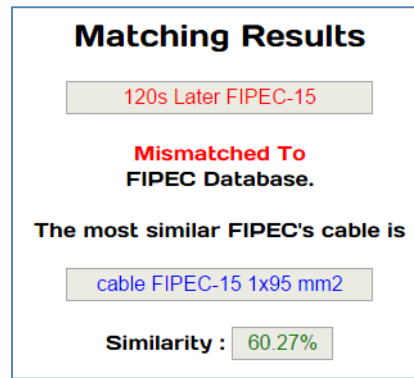 Matching Results
120s Later FIPEC-15
Mismatched To
FIPEC Database.
The most similar FIPEC's cable is
cable FIPEC-15 1x95 mm2
Similarity : 60.27%